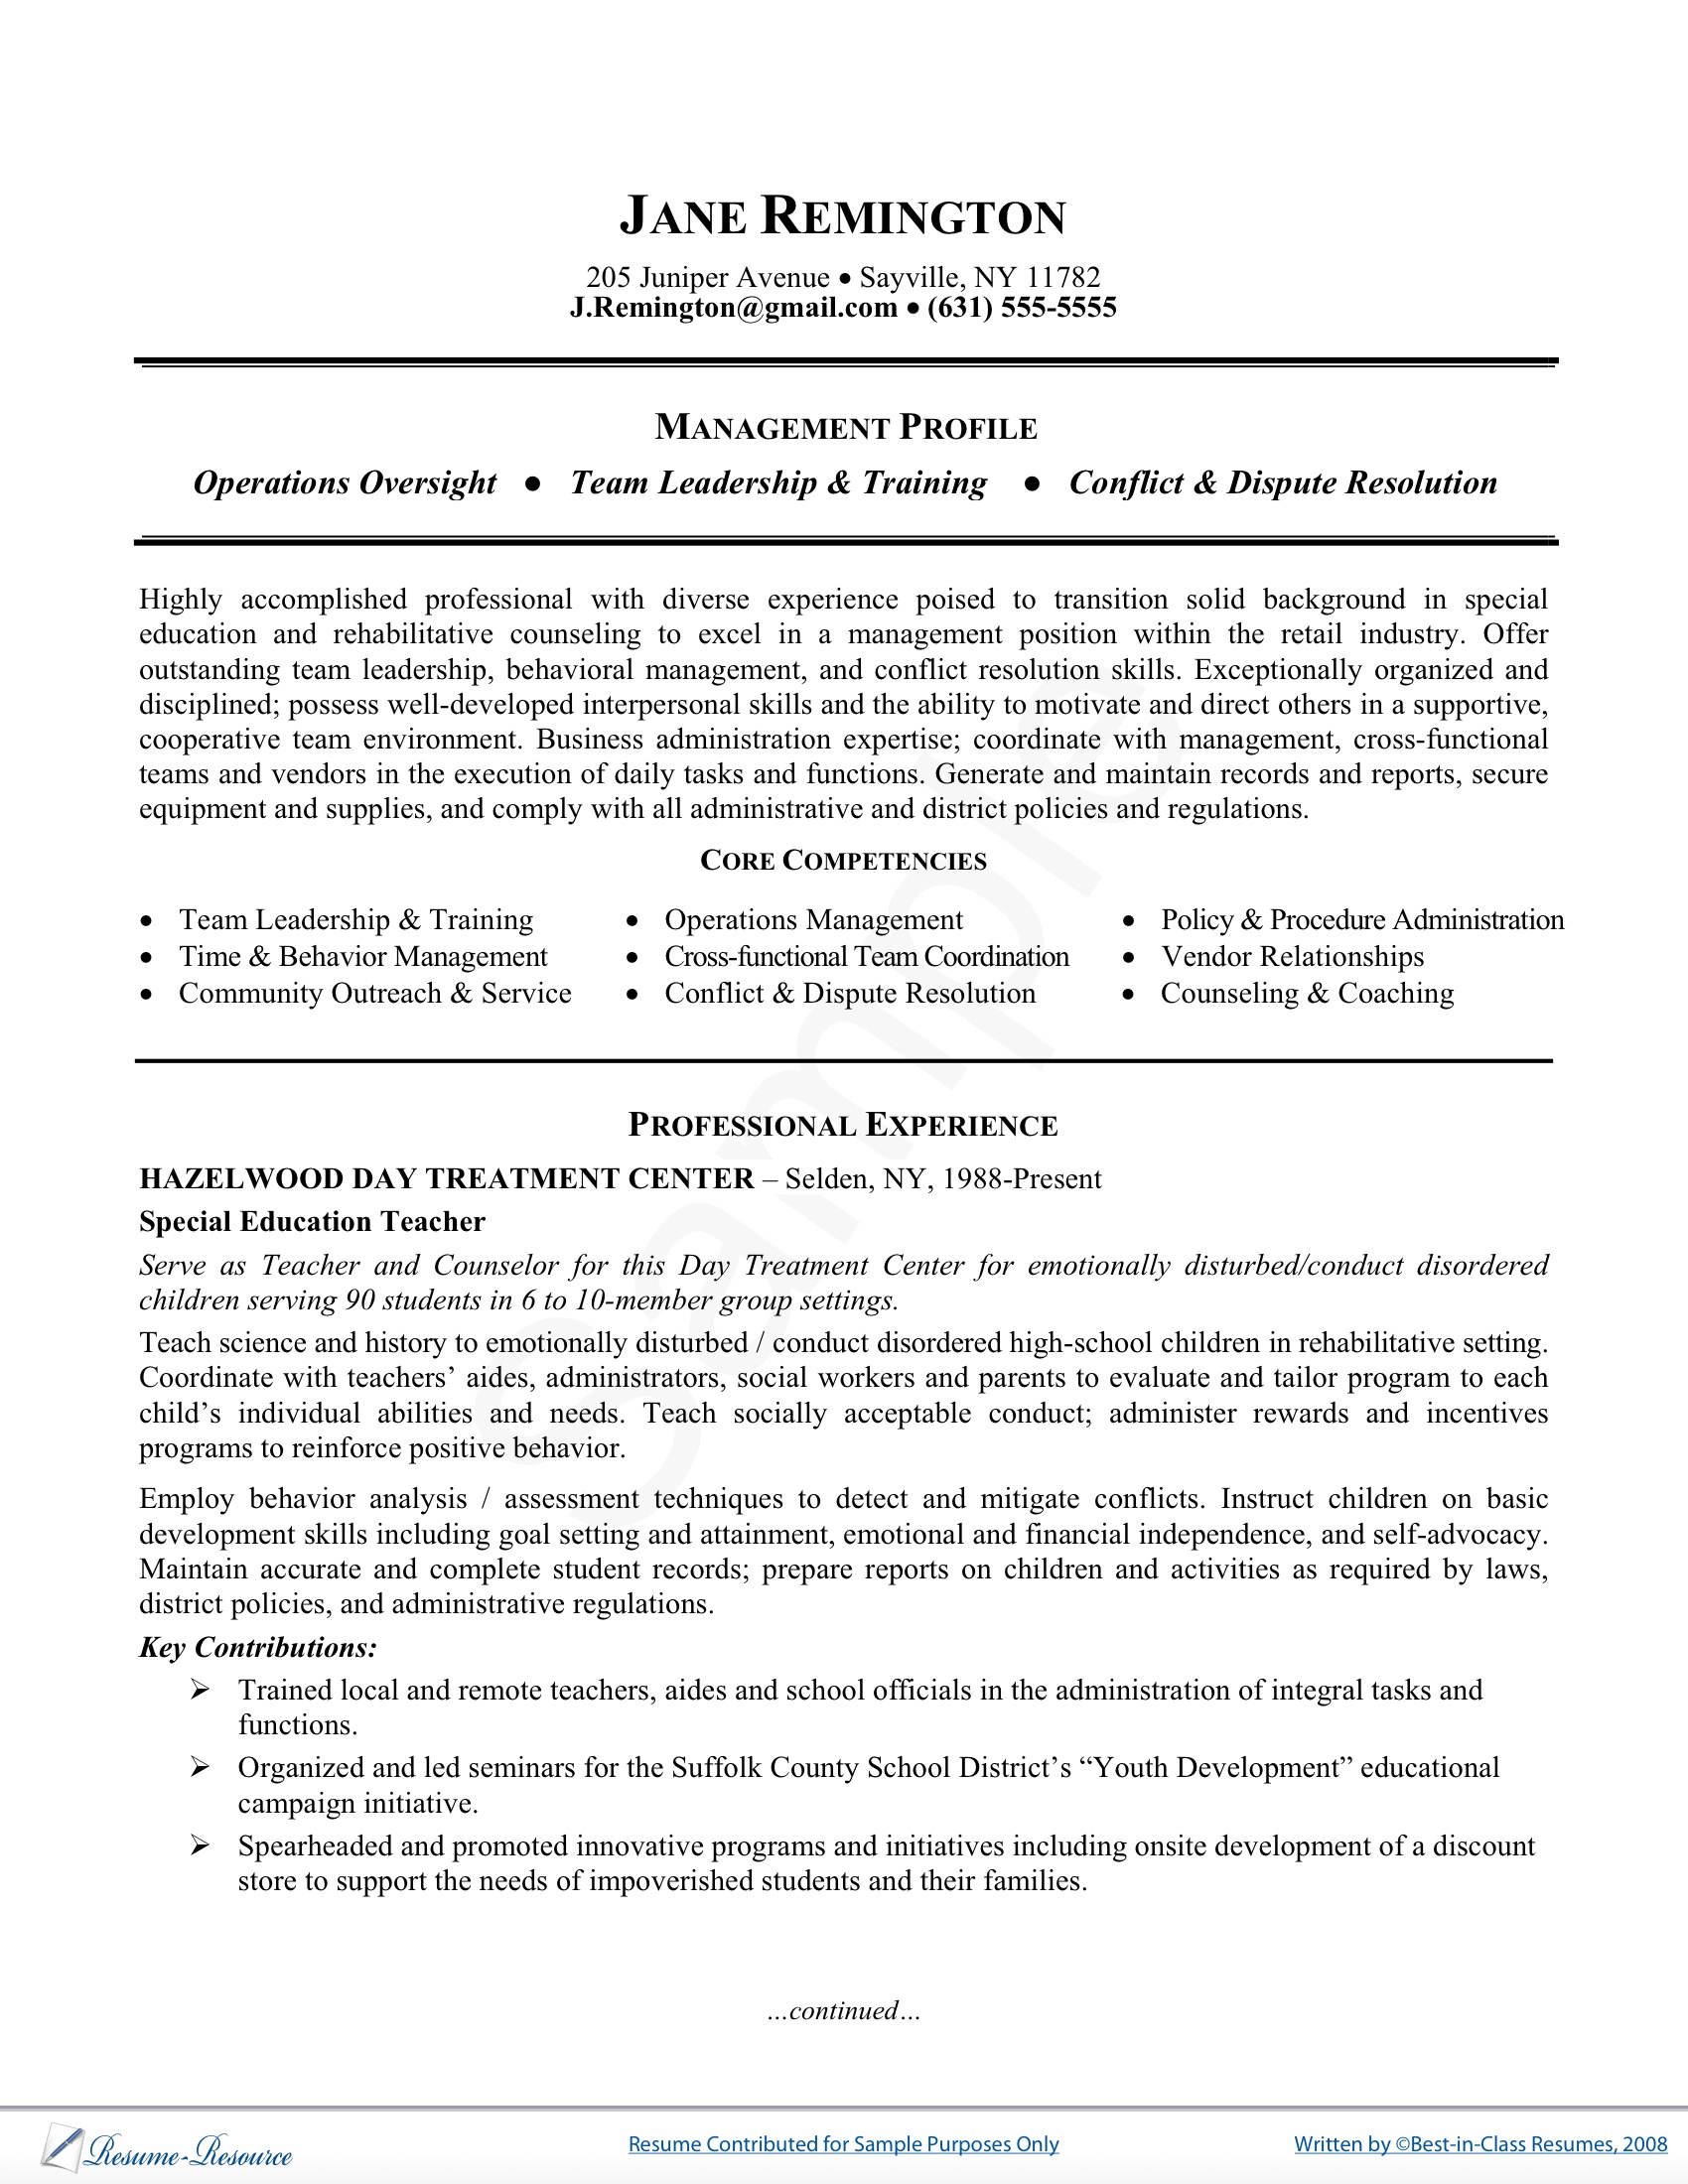 JANE REMINGTON
205 Juniper Avenue • Sayville, NY 11782
J.Remington@gmail.com • (631) 555-5555
MANAGEMENT PROFILE
Operations Oversight ● Team Leadership & Training ● Conflict & Dispute Resolution
Highly accomplished professional with diverse experience poised to transition solid background in special
education and rehabilitative counseling to excel in a management position within the retail industry. Offer
outstanding team leadership, behavioral management, and conflict resolution skills. Exceptionally organized and
disciplined; possess well-developed interpersonal skills and the ability to motivate and direct others in a supportive,
cooperative team environment. Business administration expertise; coordinate with management, cross-functional
teams and vendors in the execution of daily tasks and functions. Generate and maintain records and reports, secure
equipment and supplies, and comply with all administrative and district policies and regulations.
CORE COMPETENCIES
• Team Leadership & Training • Operations Management • Policy & Procedure Administration
• Time & Behavior Management • Cross-functional Team Coordination • Vendor Relationships
• Community Outreach & Service • Conflict & Dispute Resolution • Counseling & Coaching
PROFESSIONAL EXPERIENCE
HAZELWOOD DAY TREATMENT CENTER – Selden, NY, 1988-Present
Special Education Teacher
Serve as Teacher and Counselor for this Day Treatment Center for emotionally disturbed/conduct disordered
children serving 90 students in 6 to 10-member group settings.
Teach science and history to emotionally disturbed / conduct disordered high-school children in rehabilitative setting.
Coordinate with teachers’ aides, administrators, social workers and parents to evaluate and tailor program to each
child’s individual abilities and needs. Teach socially acceptable conduct; administer rewards and incentives
programs to reinforce positive behavior.
Employ behavior analysis / assessment techniques to detect and mitigate conflicts. Instruct children on basic
development skills including goal setting and attainment, emotional and financial independence, and self-advocacy.
Maintain accurate and complete student records; prepare reports on children and activities as required by laws,
district policies, and administrative regulations.
Key Contributions:
➢ Trained local and remote teachers, aides and school officials in the administration of integral tasks and
functions.
➢ Organized and led seminars for the Suffolk County School District’s “Youth Development” educational
campaign initiative.
➢ Spearheaded and promoted innovative programs and initiatives including onsite development of a discount
store to support the needs of impoverished students and their families.
...continued...
Sample
Resume-Resource
Resume Contributed for Sample Purposes Only
Written by ©Best-in-Class Resumes, 2008